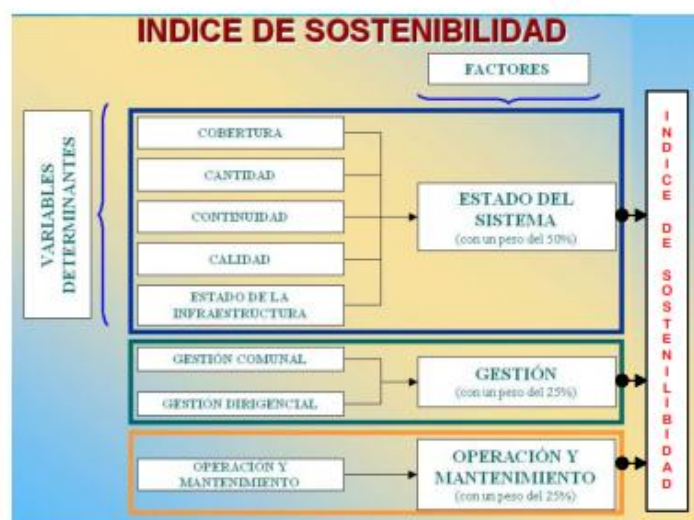 INDICE DE SOSTENIBILIDAD
FACTORES
VARIABLES
DETERMINANTES
COBERTURA
CANTIDAD
CONTINUIDAD
CALIDAD
ESTADO DE LA
INFRAESTRUCTURA
ESTADO DEL
SISTEMA
(con un peso del 50%)
GESTIÓN COMUNAL
GESTION DIRIGENCIAL
GESTIÓN
(con un peso del 25%)
OPERACIÓN Y
MANTENIMIENTO
OPERACIÓN Y
MANTENIMIENTO
(con un peso del 25%)
INDICE DE SOSTENILIBIDAD